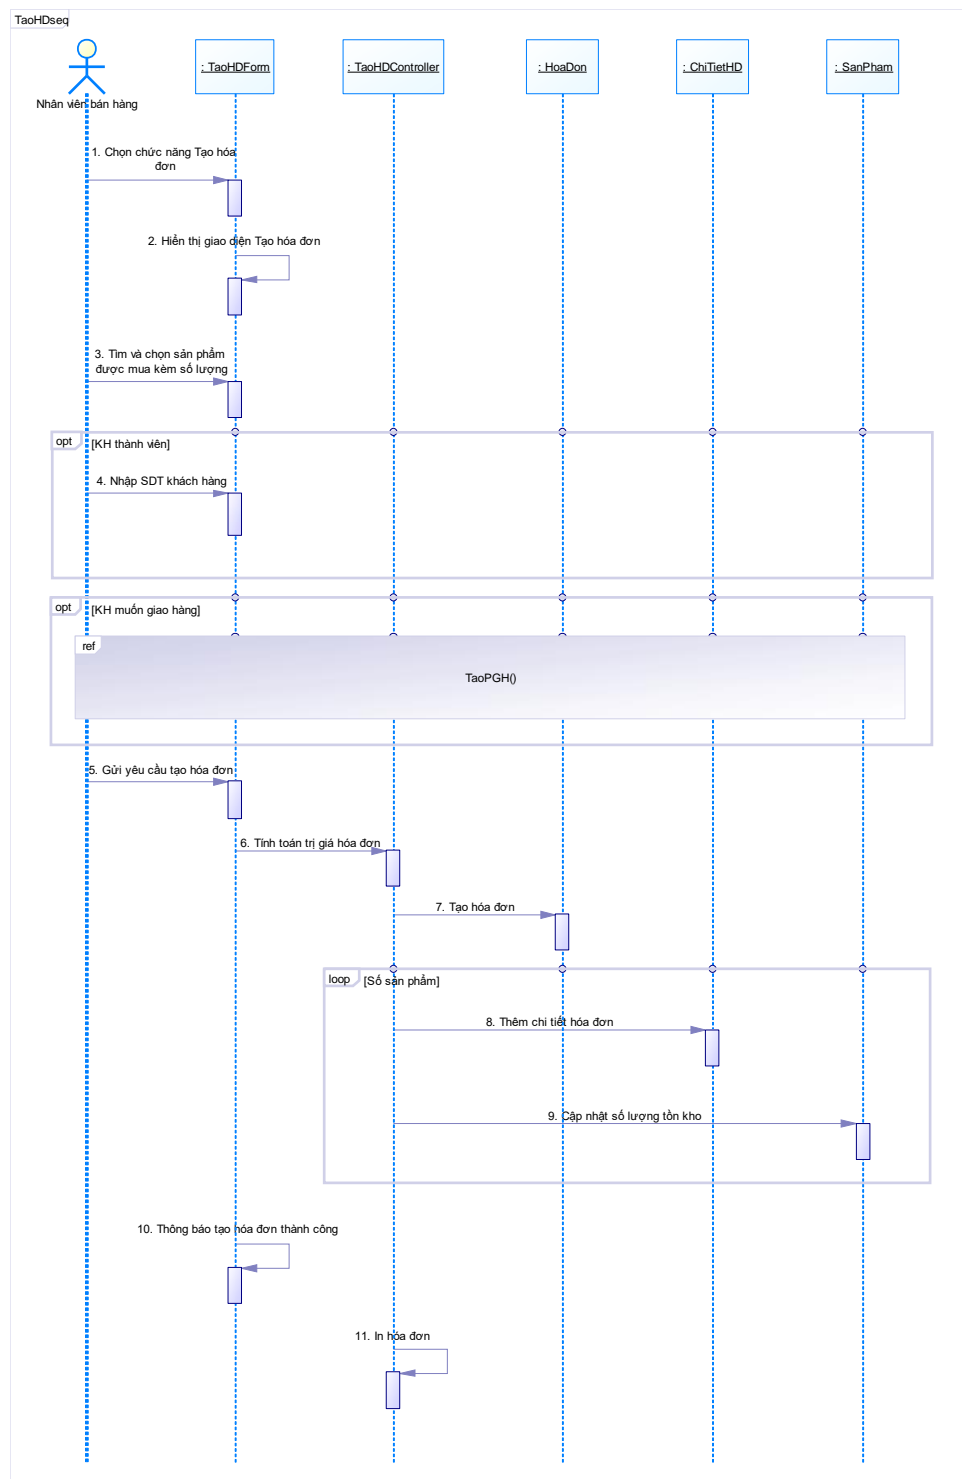 TaoHDseq
: TaoHDForm
: TaoHDController
: HoaDon
: ChiTietHD
: SanPham
Nhân viên bán hàng
1. Chọn chức năng Tạo hóa
đơn
2. Hiển thị giao diện Tạo hóa đơn
3. Tìm và chọn sản phẩm
được mua kèm số lượng
opt
[KH thành viên]
4. Nhập SDT khách hàng
opt
[KH muốn giao hàng]
ref
TaoPGH()
5. Gửi yêu cầu tạo hóa đơn
6. Tính toán trị giá hóa đơn
7. Tạo hóa đơn
loop
[Số sản phẩm]
8. Thêm chi tiết hóa đơn
9. Cập nhật số lượng tồn kho
10. Thông báo tạo hóa đơn thành công
11. In hóa đơn